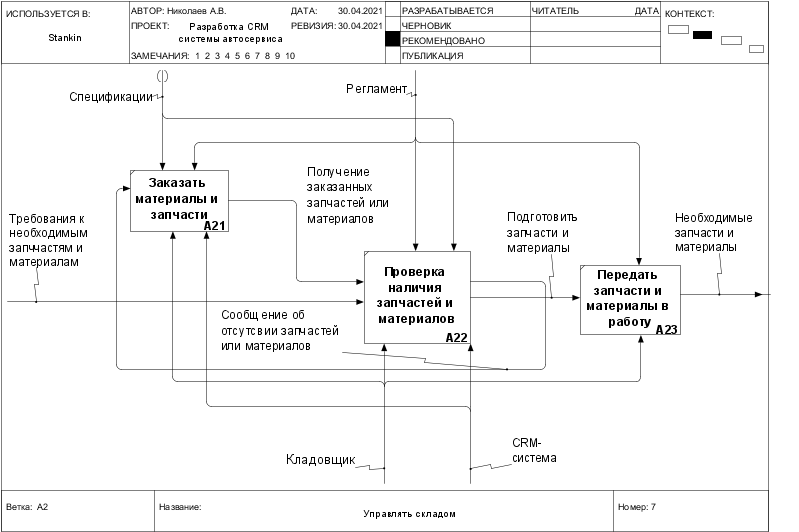 ИСПОЛЬЗУЕТСЯ В:
Stankin
АВТОР: Николаев А.В.
ДАТА: 30.04.2021
ПРОЕКТ: Разработка CRM
системы автосервиса
РЕВИЗИЯ: 30.04.2021
ЗАМЕЧАНИЯ: 1 2 3 4 5 6 7 8 9 10
РАЗРАБАТЫВАЕТСЯ
ЧЕРНОВИК
РЕКОМЕНДОВАНО
ПУБЛИКАЦИЯ
ЧИТАТЕЛЬ ДАТА
КОНТЕКСТ:
Спецификации
Регламент
Заказать
материалы и
запчасти
A21
Получение
заказанных
запчастей или
материалов
Требования к
необходимым
запчжастям и
материалам
Подготовить
запчасти и
материалы
Необходимые
запчасти и
материалы
Проверка
наличия
запчастей и
материалов
A22
Передать
запчасти и
материалы в
работу
A23
Сообщение об
отсутсвии запчастей
или материалов
Кладовщик
CRM-
система
Ветка: A2
Название:
Управлять складом
Номер: 7